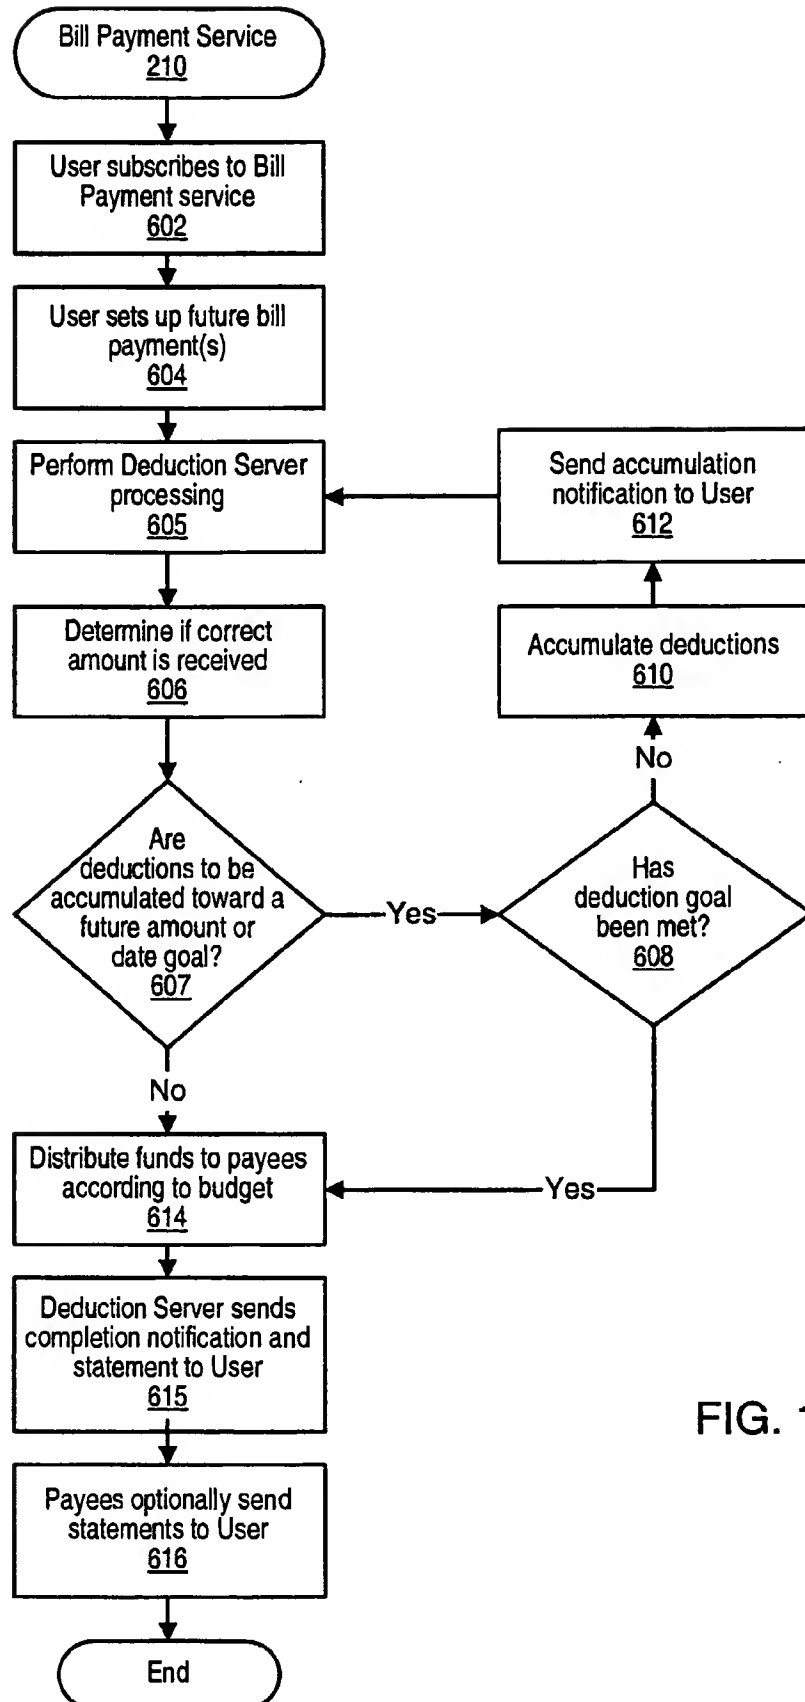 Bill Payment Service
210
User subscribes to Bill
Payment service
602
User sets up future bill
payment(s)
604
Perform Deduction Server
processing
605
Send accumulation
notification to User
612
Determine if correct
amount is received
606
Accumulate deductions
610
No
Are
deductions to be
accumulated toward a
future amount or
date goal?
607
Yes
Has
deduction goal
been met?
608
No
Distribute funds to payees
according to budget
614
Yes
Deduction Server sends
completion notification and
statement to User
615
FIG.
Payees optionally send
statements to User
616
End